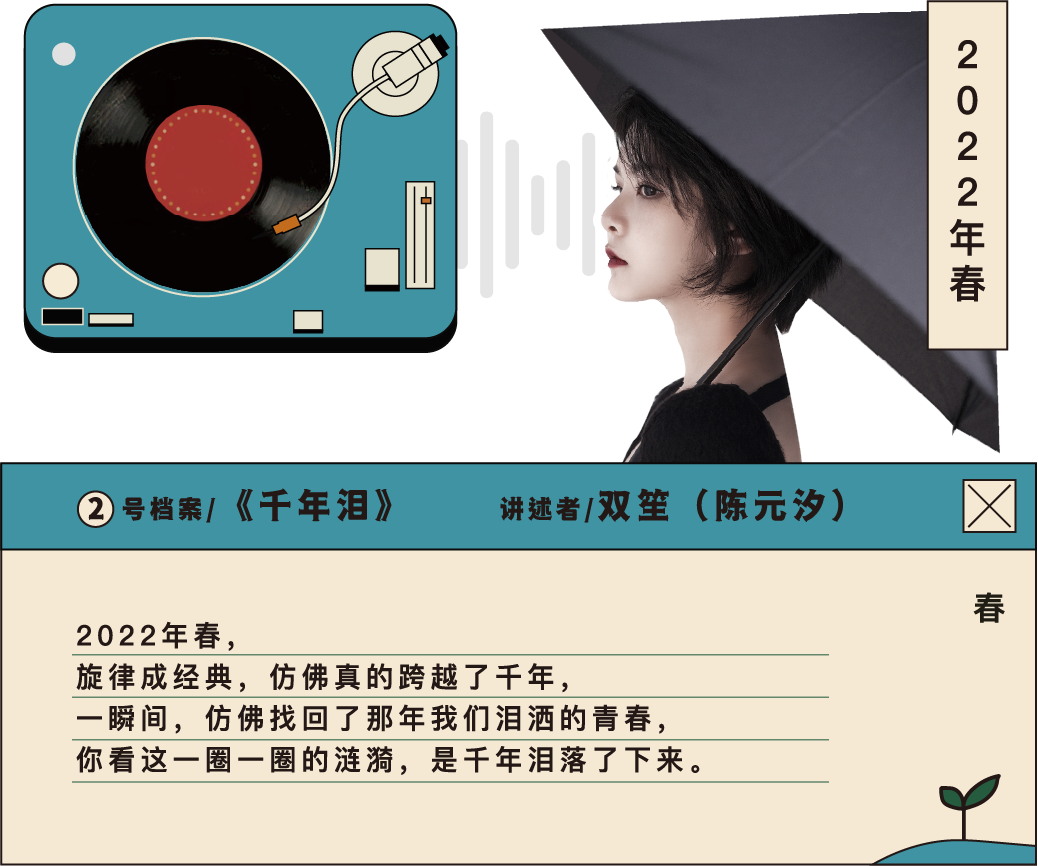 2022年春
2号档案/《千年泪》 讲述者/双笙（陈元汐）
春
2022年春，
旋律成经典，仿佛真的跨越了千年，
一瞬间，仿佛找回了那年我们泪洒的青春，
你看这一圈一圈的涟漪，是千年泪落了下来。